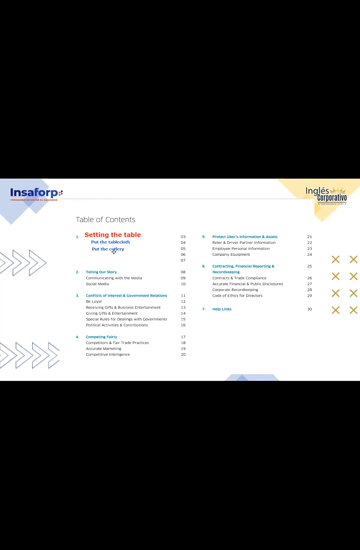 Insaforp
Inglés
Corporativo
Table of Contents
1. Setting the table 03
Put the tablecloth 04
Put the cutlery 05
06
07
2. Telling Our Story 08
Communicating with the Media 09
Social Media 10
3. Conflicts of Interest & Government Relations 11
Be Loyal 12
Receiving Gifts & Business Entertainment 13
Giving Gifts & Entertainment 14
Special Rules for Dealings with Governments 15
Political Activities & Contributions 16
4. Competing Fairly 17
Competitors & Fair Trade Practices 18
Accurate Marketing 19
Competitive Intelligence 20
5. Protect Uber's Information & Assets 21
Rider & Driver Partner Information 22
Employee Personal Information 23
Company Equipment 24
6. Contracting, Financial Reporting & 25
Recordkeeping
Contracts & Trade Compliance 26
Accurate Financial & Public Disclosures 27
Corporate Recordkeeping 28
Code of Ethics for Directors 29
7. Help Links 30